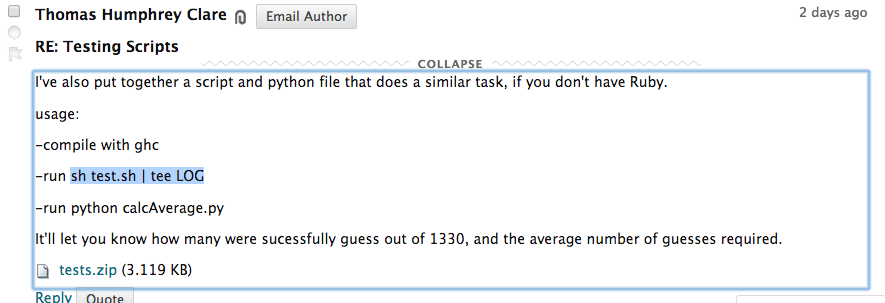 Thomas Humphrey Clare Email Author 2 days ago
RE: Testing Scripts
COLLAPSE
I've also put together a script and python file that does a similar task, if you don't have Ruby.
usage:
-compile with ghc
-run sh test.sh | tee LOG
-run python calcAverage.py
It'll let you know how many were sucessfully guess out of 1330, and the average number of guesses required.
tests.zip (3.119 KB)
Reply Quote